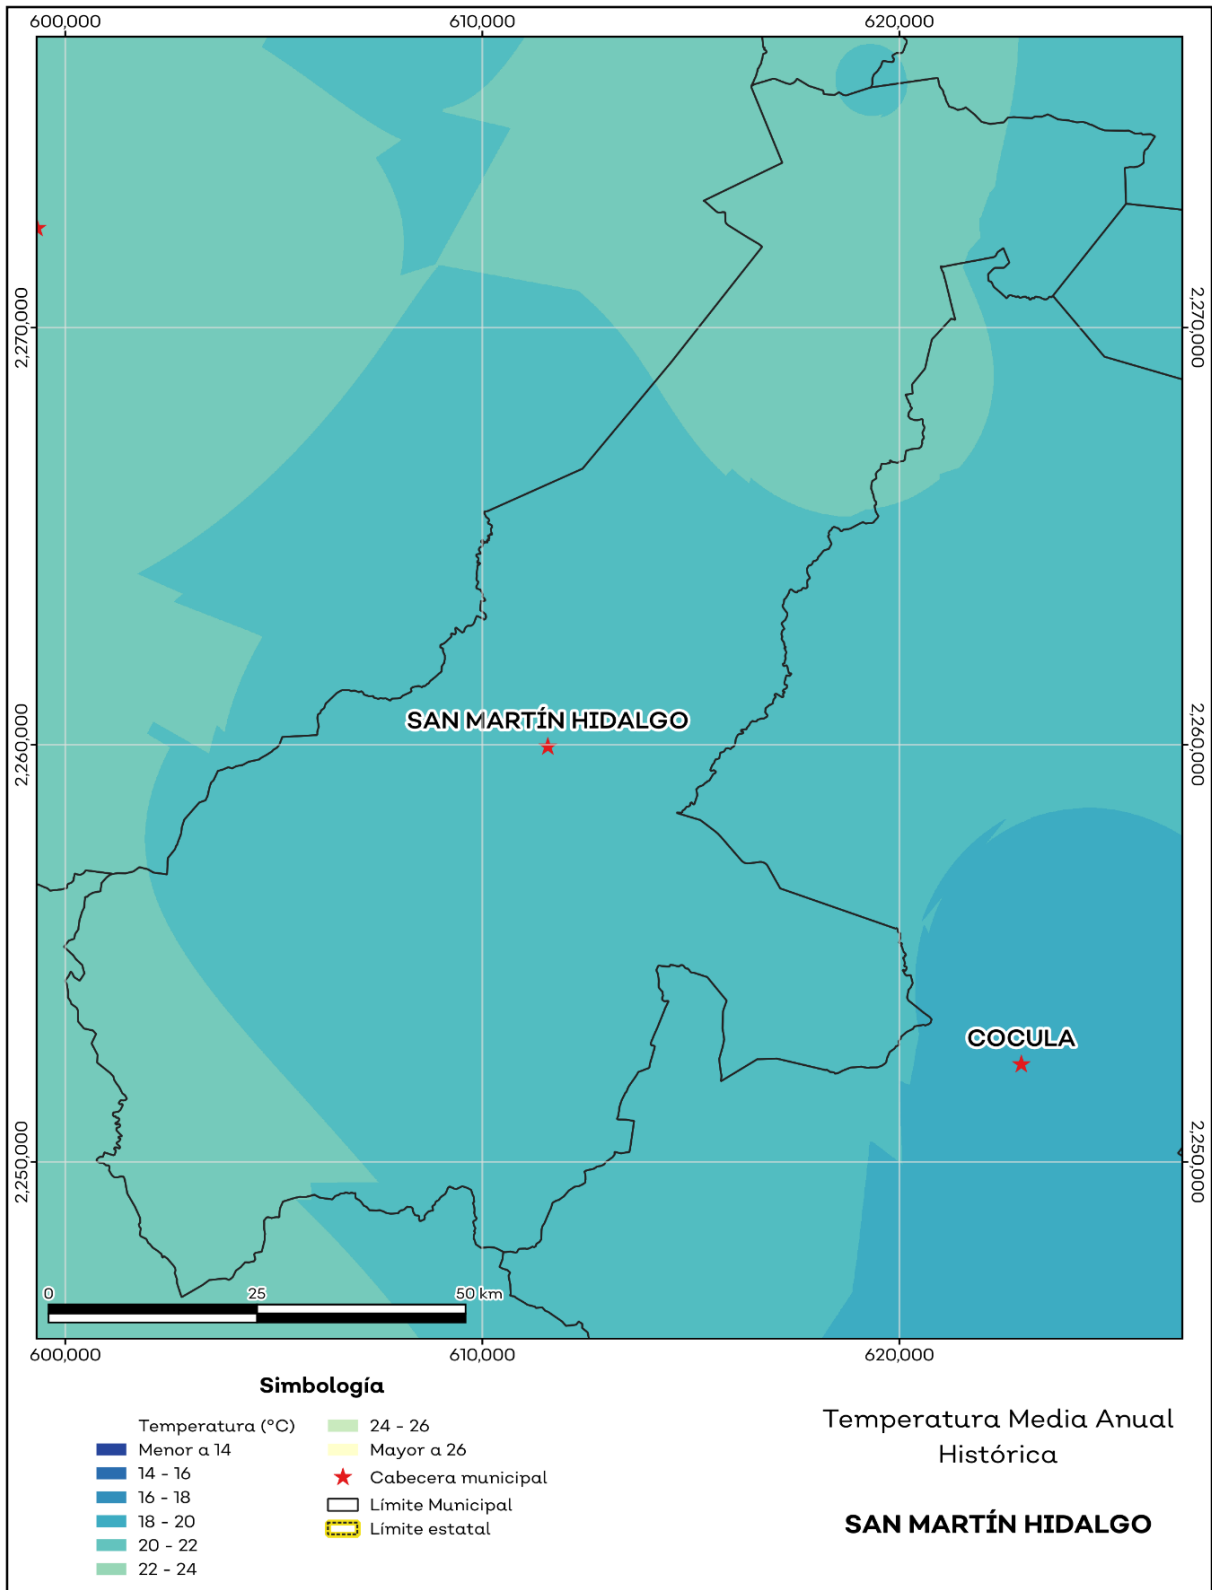 600,000
610,000
620,000
2,270,000
2,270,000
SAN MARTÍN HIDALGO
2,260,000
2,260,000
COCULA
2,250,000
2,250,000
0
25
50 km
600,000
610,000
620,000
Simbología
Temperatura (°C)
Menor a 14
14 - 16
16 - 18
18 - 20
20 - 22
22 - 24
24 - 26
Mayor a 26
Cabecera municipal
Límite Municipal
Límite estatal
Temperatura Media Anual
Histórica
SAN MARTÍN HIDALGO